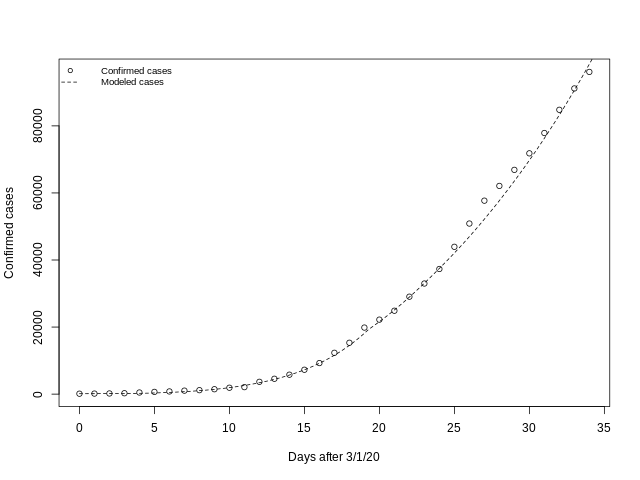 Confirmed cases
Modeled cases
Confirmed cases
80000
60000
40000
20000
0
0 5 10 15 20 25 30 35
Days after 3/1/20